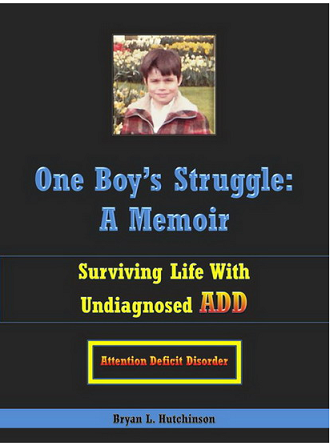 One Boy's Struggle:
A Memoir
Surviving Life With
Undiagnosed ADD
Attention Deficit Disorder
Bryan L. Hutchinson